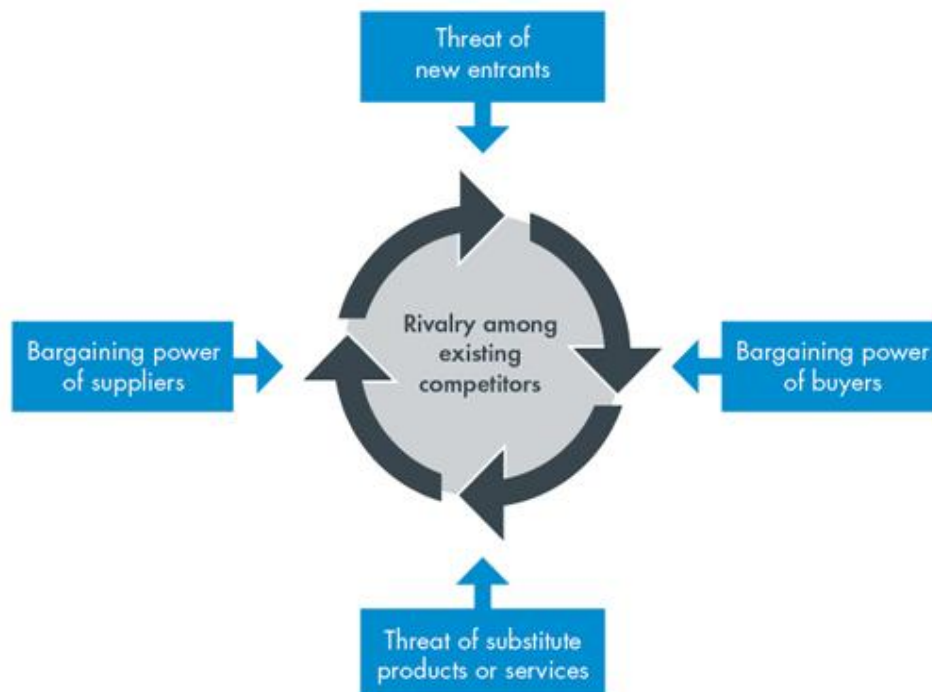 Threat of
new entrants
Bargaining power
of suppliers
Rivalry among
existing
competitors
Bargaining power
of buyers
Threat of substitute
products or services